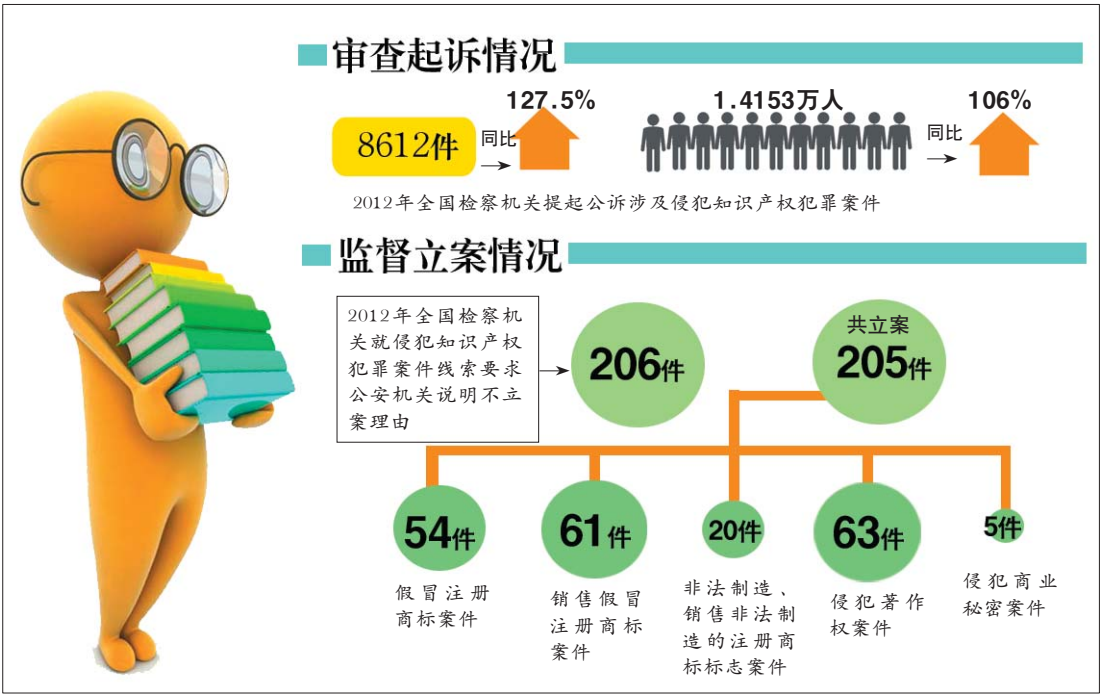 审查起诉情况
8612件
同比
127.5%
1.4153万人
同比
106%
2012年全国检察机关提起公诉涉及侵犯知识产权犯罪案件
监督立案情况
2012年全国检察机
关就侵犯知识产权
犯罪案件线索要求
公安机关说明不立
案理由
206件
共立案
205件
54件
假冒注册
商标案件
61件
销售假冒
注册商标
案件
20件
非法制造、
销售非法制
造的注册商
标标志案件
63件
侵犯著作
权案件
5件
侵犯商业
秘密案件